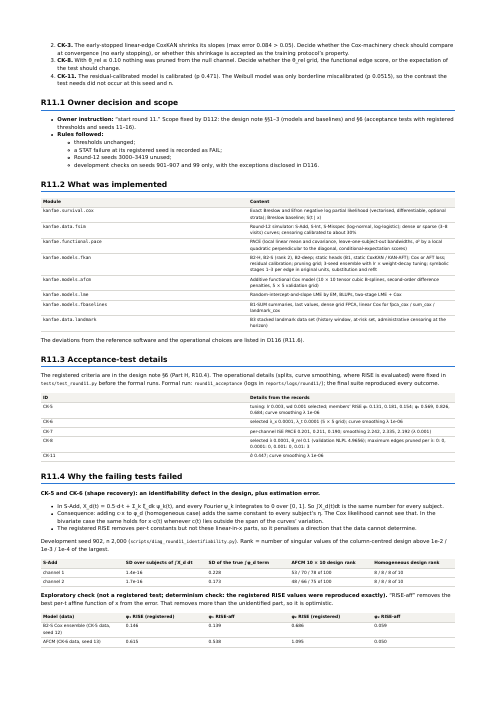 2. CK-3. The early-stopped linear-edge CoxKAN shrinks its slopes (max error 0.084 > 0.05). Decide whether the Cox-machinery check should compare
at convergence (no early stopping), or whether this shrinkage is accepted as the training protocol's property.
3. CK-8. With θ_rel ≤ 0.10 nothing was pruned from the null channel. Decide whether the θ_rel grid, the functional edge score, or the expectation of
the test should change.
4. CK-11. The residual-calibrated model is calibrated (p 0.471). The Weibull model was only borderline miscalibrated (p 0.0515), so the contrast
the test needs did not occur at this seed and n.
R11.1 Owner decision and scope
• Owner instruction: "start round 11." Scope fixed by D112: the design note §§1–3 (models and baselines) and §6 (acceptance tests with registered
thresholds and seeds 11–16).
• Rules followed:
thresholds unchanged;
a STAT failure at its registered seed is recorded as FAIL;
Round-12 seeds 3000–3419 unused;
development checks on seeds 901–907 and 99 only, with the exceptions disclosed in D116.
R11.2 What was implemented
Module Content
kanfae.survival.cox Exact Breslow and Efron negative log partial likelihood (vectorised, differentiable, optional
strata); Breslow baseline; S(t | x)
kanfae.data.fsim Round-12 simulator: S-Add, S-Int, S-Misspec (log-normal, log-logistic), dense or sparse (3–8
visits) curves; censoring calibrated to about 30%
kanfae.functional.pace PACE (local linear mean and covariance, leave-one-subject-out bandwidths, σ² by a local
quadratic perpendicular to the diagonal, conditional-expectation scores)
kanfae.models.fkan B2-H, B2-S (rank 2), B2-deep; static heads (B1, static CoxKAN / KAN-AFT); Cox or AFT loss;
residual calibration; pruning grid; 3-seed ensemble
stages 1–3 per edge in original units, substitution and refit
kanfae.models.afcm Additive functional Cox model (10 × 10 tensor cubic B-splines, second-order difference
penalties, 5 × 5 validation grid)
kanfae.models.lme Random-intercept-and-slope LME by EM, BLUPs, two-stage LME + Cox
kanfae.models.fbaselines B1-SUM summaries, last values, dense grid FPCA, linear Cox for fpca_cox / sum_cox /
landmark_cox
kanfae.data.landmark B3 stacked landmark data set (history window, at-risk set, administrative censoring at the
horizon)
The deviations from the reference software and the operational choices are listed in D116 (R11.6).
R11.3 Acceptance-test details
The registered criteria are in the design note §6 (Part H, R10.4). The operational details (splits, curve smoothing, where RISE is evaluated) were fixed in
tests/test_round11.py before the formal runs. Formal run: round11_acceptance (logs in reports/logs/round11/); the final suite reproduced every outcome.
ID Details from the records
CK-5 tuning: lr 0.003, wd 0.001 selected; members' RISE φ₁ 0.131, 0.181, 0.154; φ₂ 0.569, 0.826,
0.684; curve smoothing λ 1e-06
CK-6 selected λ_x 0.0001, λ_t 0.0001 (5 × 5 grid); curve smoothing λ 1e-06
CK-7 per-channel ISE PACE 0.201, 0.211, 0.190; smoothing 2.242, 2.335, 2.192 (λ 0.001)
CK-8 selected λ 0.0001, θ_rel 0.1 (validation NLPL 4.9656); maximum edges pruned per λ: 0: 0,
0.0001: 0, 0.001: 0, 0.01: 3
CK-11 σ̂ 0.447; curve smoothing λ 1e-06
R11.4 Why the failing tests failed
CK-5 and CK-6 (shape recovery): an identifiability defect in the design, plus estimation error.
• In S-Add, X_d(t) = 0.5·d·t + Σ_k ξ_dk ψ_k(t), and every Fourier ψ_k integrates to 0 over [0, 1]. So ∫X_d(t)dt is the same number for every subject.
• Consequence: adding c·x to φ_d (homogeneous case) adds the same constant to every subject's η. The Cox likelihood cannot see that. In the
bivariate case the same holds for x·c(t) whenever c(t) lies outside the span of the curves' variation.
• The registered RISE removes per-t constants but not these linear-in-x parts, so it penalises a direction that the data cannot determine.
Development seed 902, n 2,000 (scripts/diag_round11_identifiability.py). Rank = number of singular values of the column-centred design above 1e-2 /
1e-3 / 1e-4 of the largest.
S-Add SD over subjects of ∫X_d dt SD of the true ∫φ_d term AFCM 10 × 10 design rank Homogeneous design rank
channel 1 1.4e-16 0.228 53 / 70 / 78 of 100 8 / 8 / 8 of 10
channel 2 1.7e-16 0.173 48 / 66 / 75 of 100 8 / 8 / 8 of 10
Exploratory check (not a registered test; determinism check: the registered RISE values were reproduced exactly). "RISE-aff" removes the
best per-t affine function of x from the error. That removes more than the unidentified part, so it is optimistic.
Model (data) φ₁ RISE (registered) φ₁ RISE-aff φ₂ RISE (registered) φ₂ RISE-aff
B2-S Cox ensemble (CK-5 data,
seed 12) 0.146 0.139 0.686 0.059
AFCM (CK-6 data, seed 13) 0.615 0.538 1.095 0.050